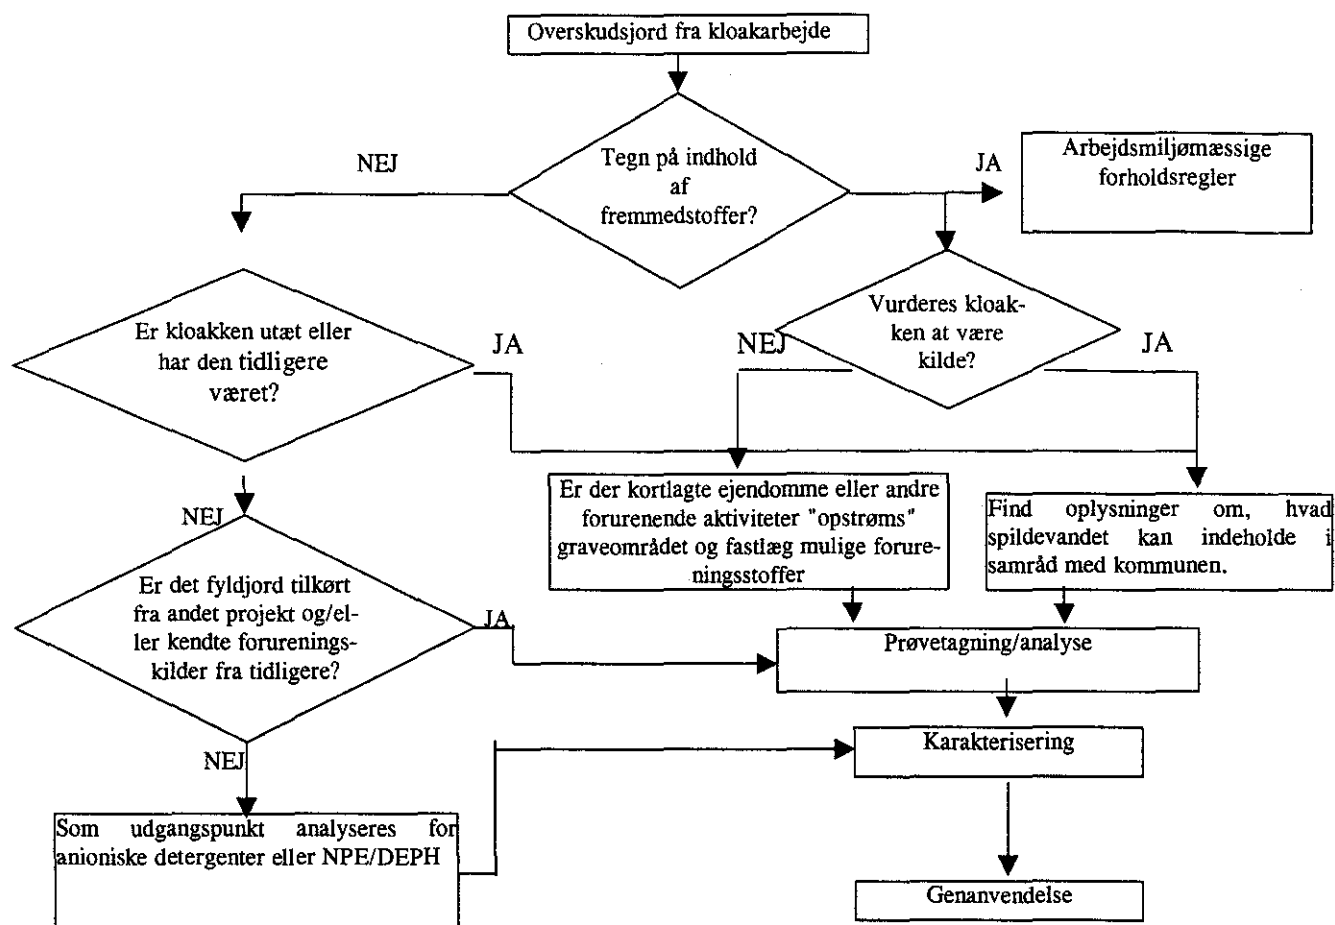 Overskudsjord fra kloakarbejde
NEJ
Tegn på indhold
af
fremmedstoffer?
JA
Arbejdsmiljømæssige
forholdsregler
Er kloakken utæt eller
har den tidligere
været?
JA
NEJ
Vurderes kloak-
ken at være
kilde?
JA
NEJ
Er der kortlagte ejendomme eller andre
forurenende aktiviteter "opstrøms"
graveområdet og fastlæg mulige forure-
ningsstoffer
Find oplysninger om, hvad
spildevandet kan indeholde i
samråd med kommunen.
Er det fyldjord tilkørt
fra andet projekt og/el-
ler kendte forurenings-
kilder fra tidligere?
JA
Prøvetagning/analyse
NEJ
Karakterisering
Som udgangspunkt analyseres for
anioniske detergenter eller NPE/DEPH
Genanvendelse